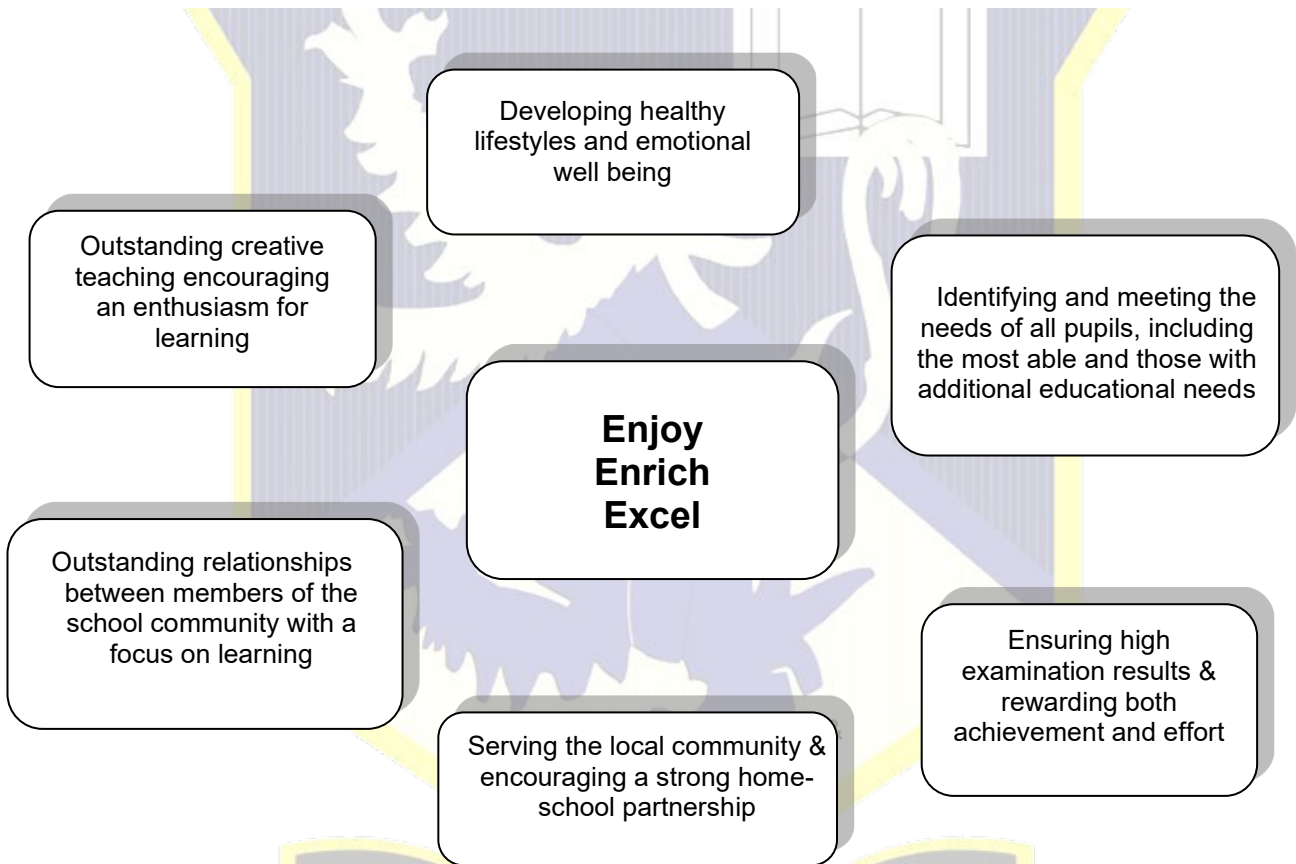 Developing healthy
lifestyles and emotional
well being
Outstanding creative
teaching encouraging
an enthusiasm for
learning
Identifying and meeting the
needs of all pupils, including
the most able and those with
additional educational needs
Enjoy
Enrich
Excel
Outstanding relationships
between members of the
school community with a
focus on learning
Ensuring high
examination results &
rewarding both
achievement and effort
Serving the local community &
encouraging a strong home-
school partnership